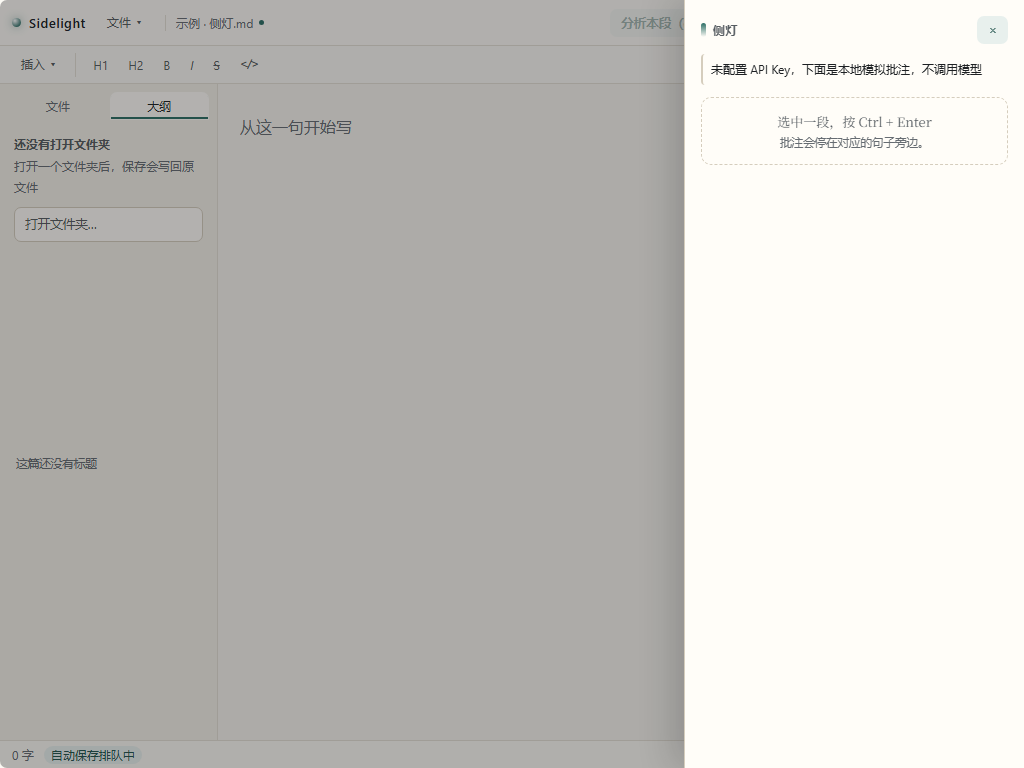 Sidelight 文件 ▾ 示例 · 侧灯.md
分析本段
插入 ▾ H1 H2 B I S </>
文件 大纲
还没有打开文件夹
打开一个文件夹后，保存会写回原
文件
打开文件夹...
这篇还没有标题
从这一句开始写
0 字 自动保存排队中
侧灯 ×
未配置 API Key，下面是本地模拟批注，不调用模型
选中一段，按 Ctrl + Enter
批注会停在对应的句子旁边。